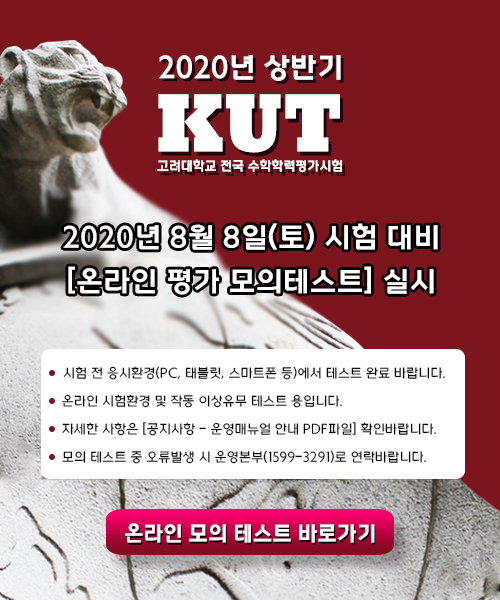 2020년 상반기
KUT
고려대학교 전국 수학학력평가시험
2020년 8월 8일(토) 시험 대비
[온라인 평가 모의테스트] 실시
• 시험 전 응시환경(PC, 태블릿, 스마트폰 등)에서 테스트 완료 바랍니다.
• 온라인 시험환경 및 작동 이상유무 테스트 용입니다.
• 자세한 사항은 [공지사항 - 운영매뉴얼 안내 PDF파일] 확인바랍니다.
• 모의 테스트 중 오류발생 시 운영본부(1599-3291)로 연락바랍니다.
온라인 모의 테스트 바로가기